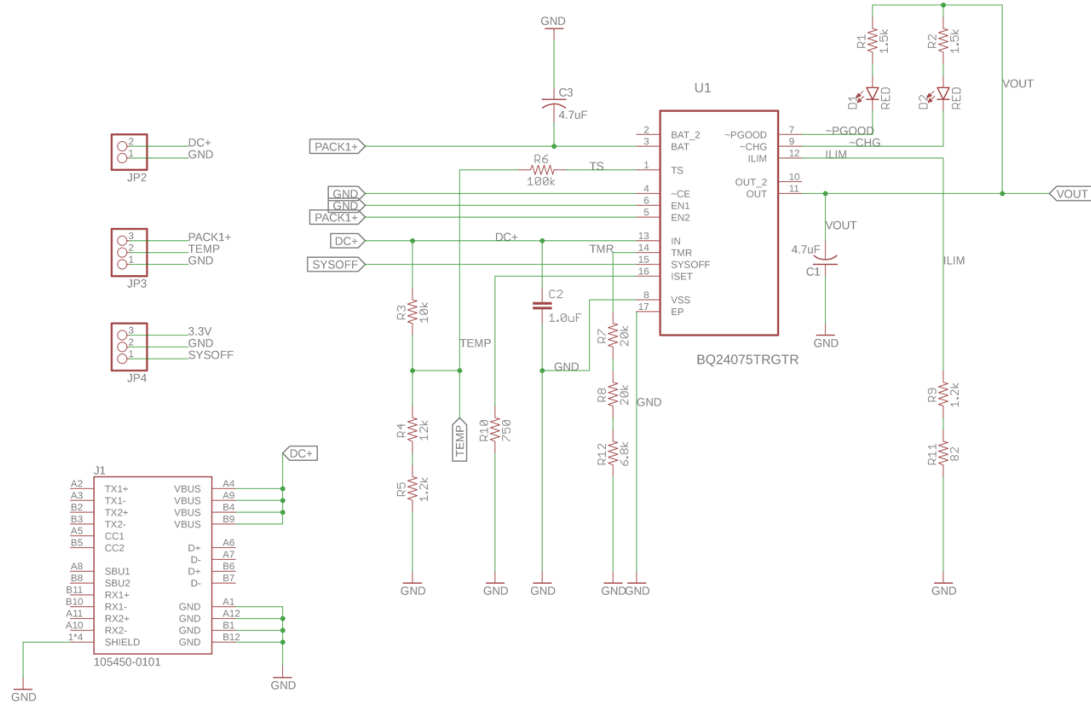 GND
C3
4.7uF
R1
1.5k
R2
1.5k
D1
RED
D2
RED
VOUT
U1
2
BAT_2
3
BAT
1
TS
4
~CE
6
EN1
5
EN2
13
IN
14
TMR
15
SYSOFF
16
ISET
8
VSS
17
EP
~PGOOD
7
~PGOOD
~CHG
9
~CHG
ILIM
12
ILIM
OUT_2
10
OUT
11
BQ24075TRGTR
PACK1+
R6
100k
TS
GND
GND
PACK1+
DC+
DC+
TMR
SYSOFF
VOUT
VOUT
4.7uF
C1
GND
ILIM
2
DC+
1
GND
JP2
3
PACK1+
2
TEMP
1
GND
JP3
3
3.3V
2
GND
1
SYSOFF
JP4
R3
10k
C2
1.0uF
TEMP
GND
R7
20k
R8
20k
GND
R4
12k
TEMP
R10
750
R12
6.8k
R5
1.2k
R9
1.2k
R11
82
GND
GND
GND
GND
GND
GND
DC+
J1
A2
TX1+
VBUS
A4
A3
TX1-
VBUS
A9
B2
TX2+
VBUS
B4
B3
TX2-
VBUS
B9
A5
CC1
B5
CC2
D+
A6
D-
A7
A8
SBU1
D+
B6
B8
SBU2
D-
B7
B11
RX1+
B10
RX1-
GND
A1
A11
RX2+
GND
A12
A10
RX2-
GND
B1
1*4
SHIELD
GND
B12
105450-0101
GND
GND